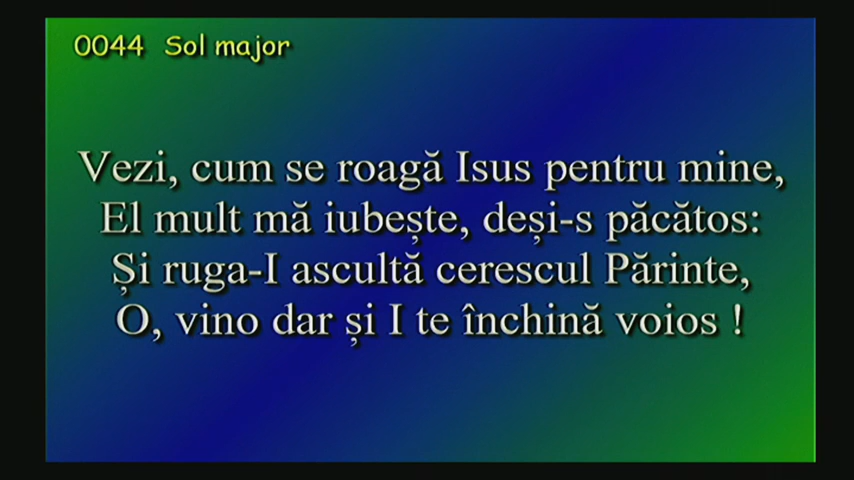 0044 Sol major
Vezi, cum se roagă Isus pentru mine,
El mult mă iubește, deși-s păcătos:
Și ruga-I ascultă cerescul Părinte,
O, vino dar și I te închină voios !